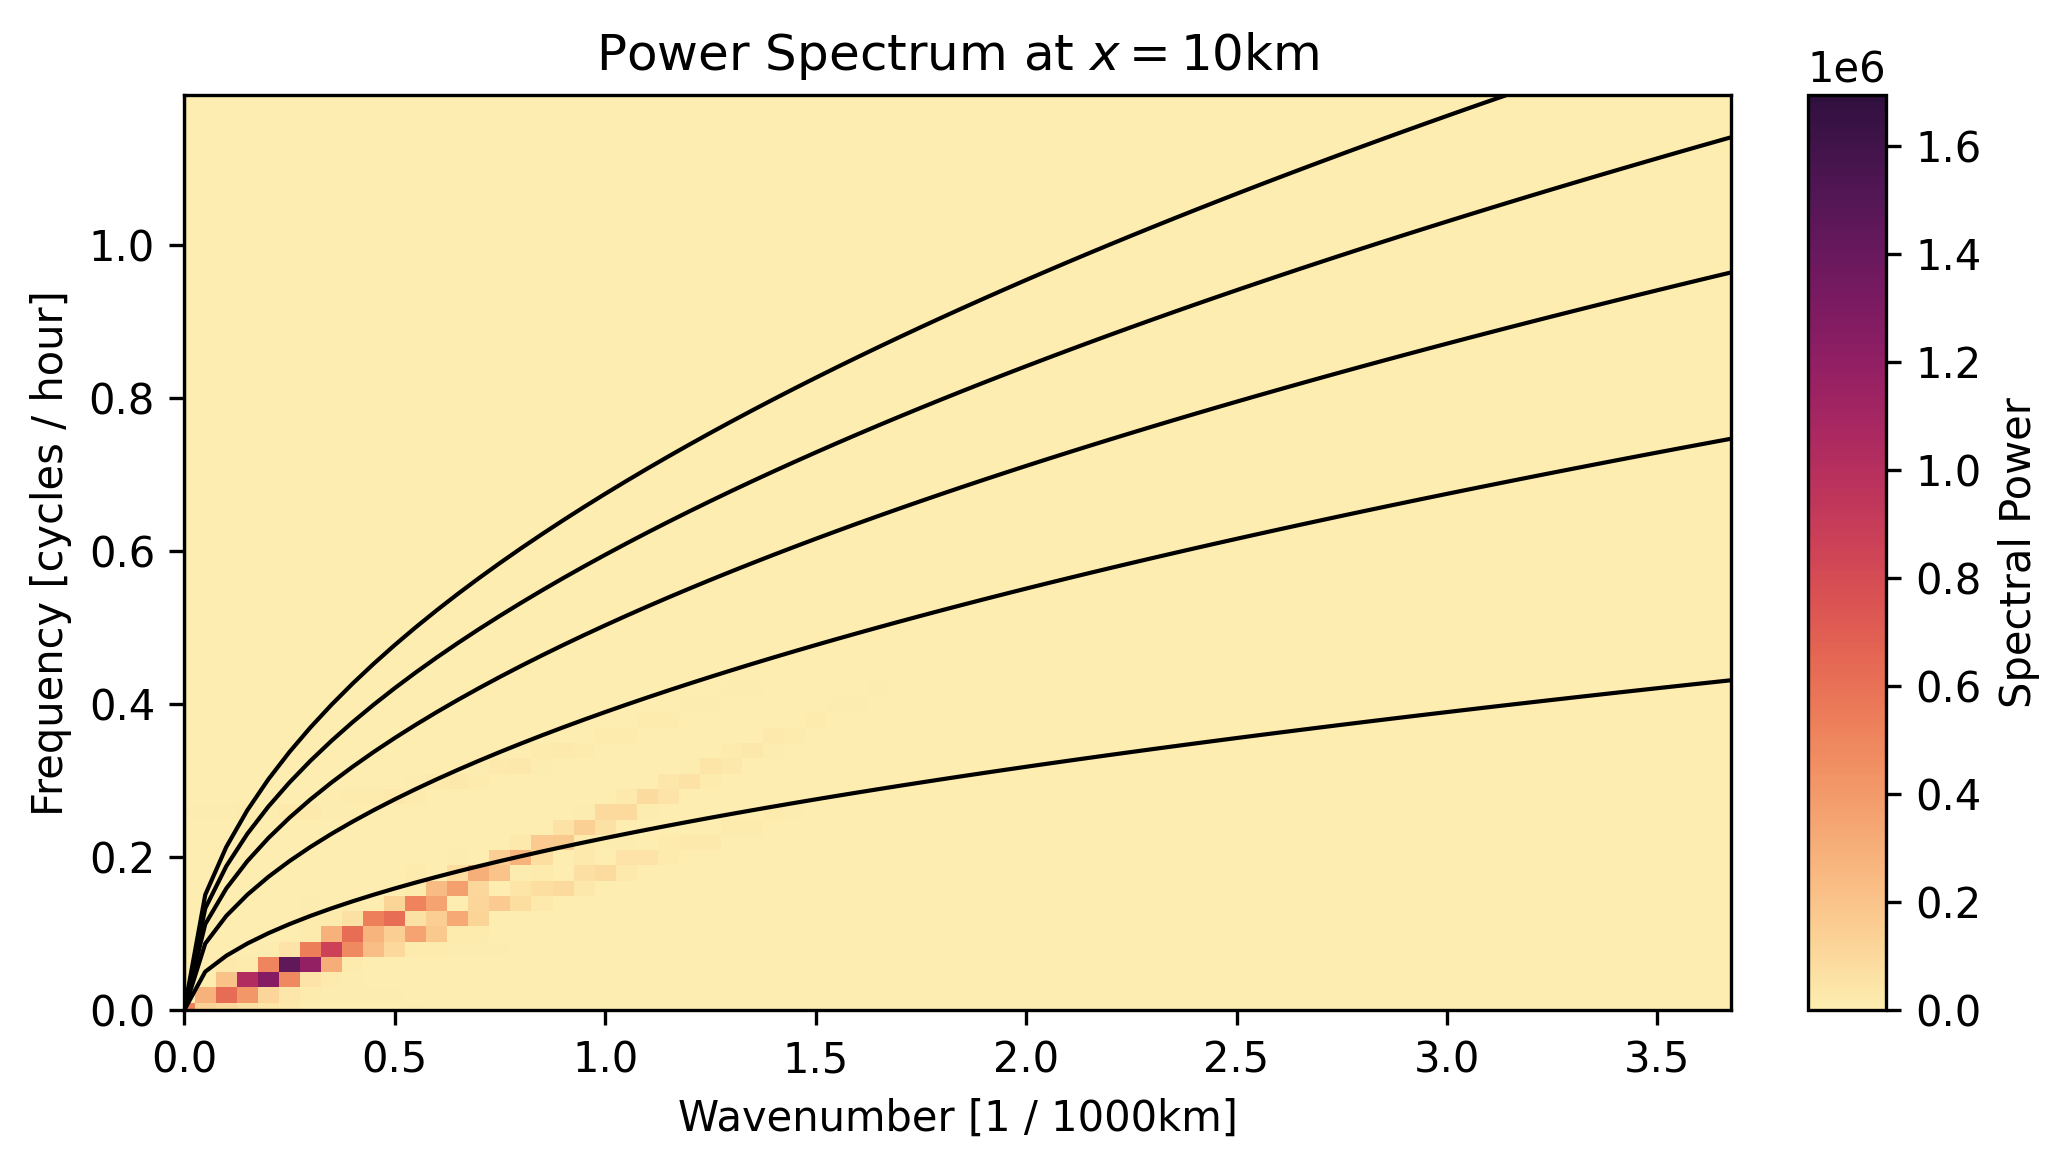 Power Spectrum at x = 10km
1e6
Frequency [cycles / hour]
1.0
0.8
0.6
0.4
0.2
0.0
0.0 0.5 1.0 1.5 2.0 2.5 3.0 3.5
Wavenumber [1 / 1000km]
1.6
1.4
1.2
1.0
0.8
0.6
0.4
0.2
0.0
Spectral Power